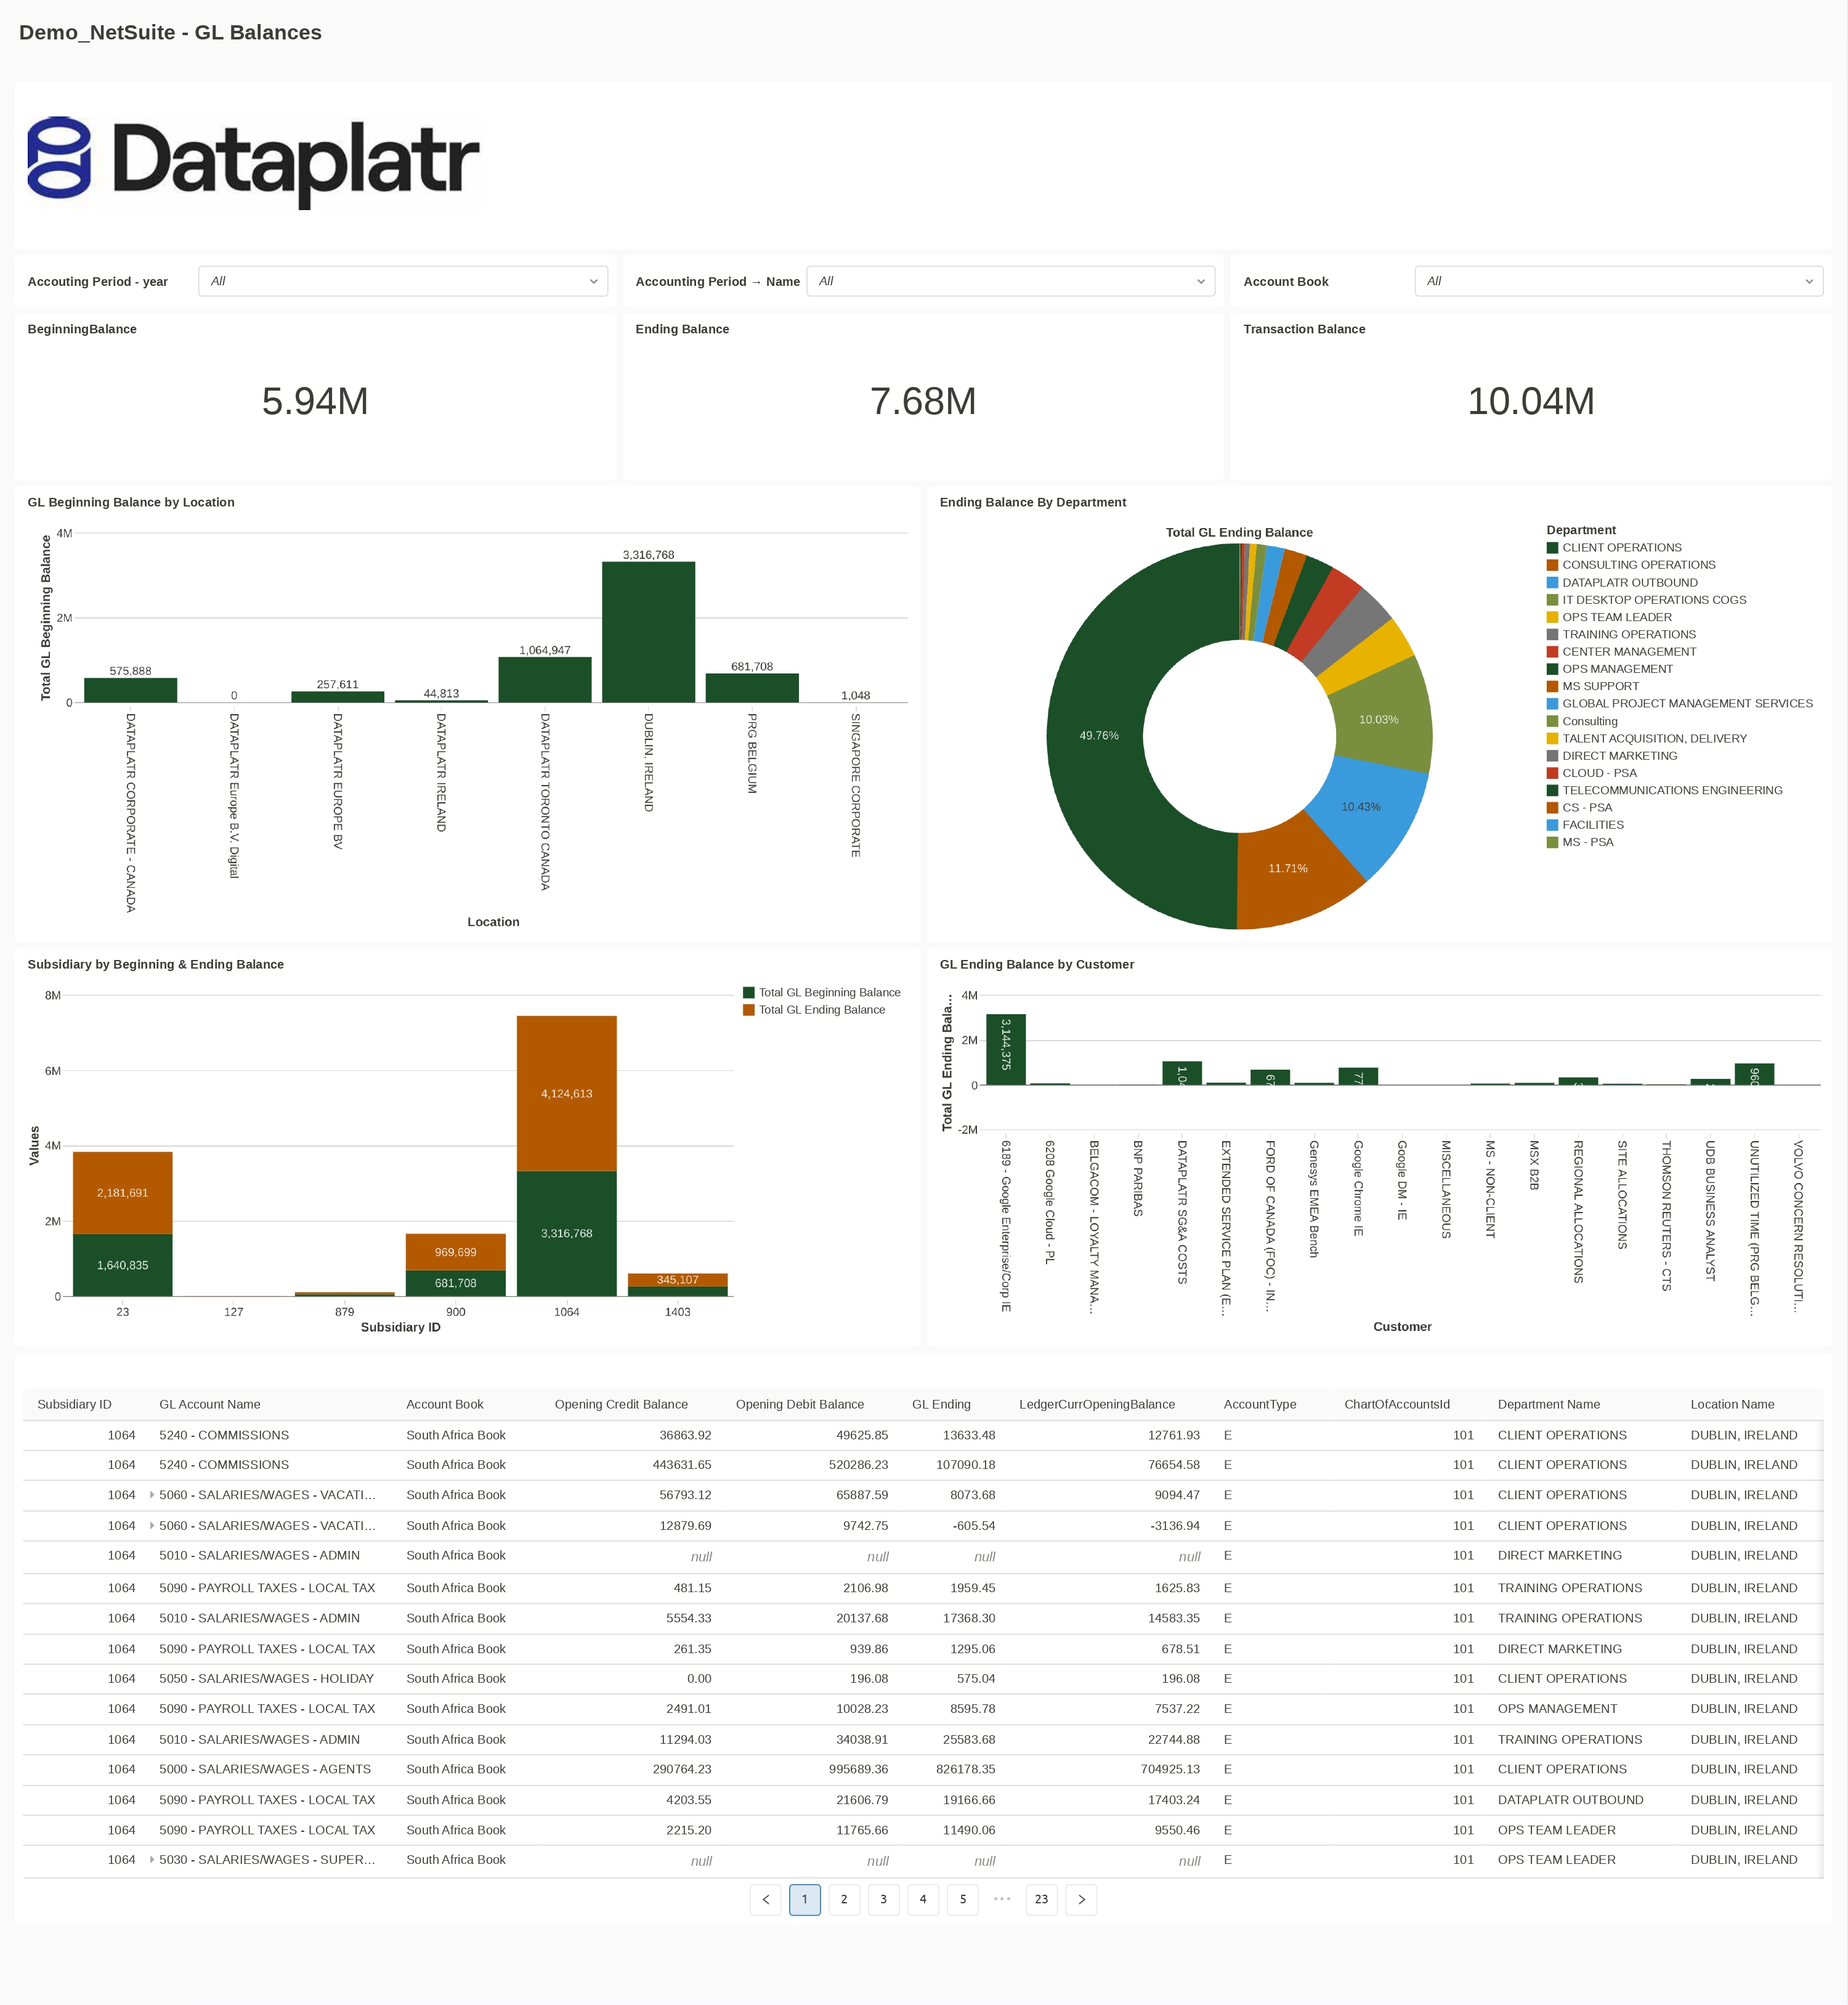 Demo_NetSuite - GL Balances
Dataplatr
Accouting Period - year All
Accounting Period → Name All
Account Book All
BeginningBalance
5.94M
Ending Balance
7.68M
Transaction Balance
10.04M
GL Beginning Balance by Location
Total GL Beginning Balance
4M
2M
0
575,888
0
257,611
44,813
1,064,947
3,316,768
681,708
1,048
DATAPLATR CORPORATE - CANADA
DATAPLATR Europe B.V. Digital
DATAPLATR EUROPE BV
DATAPLATR IRELAND
DATAPLATR TORONTO CANADA
DUBLIN, IRELAND
PRG BELGIUM
SINGAPORE CORPORATE
Location
Ending Balance By Department
Total GL Ending Balance
49.76%
11.71%
10.43%
10.03%
Department
CLIENT OPERATIONS
CONSULTING OPERATIONS
DATAPLATR OUTBOUND
IT DESKTOP OPERATIONS COGS
OPS TEAM LEADER
TRAINING OPERATIONS
CENTER MANAGEMENT
OPS MANAGEMENT
MS SUPPORT
GLOBAL PROJECT MANAGEMENT SERVICES
Consulting
TALENT ACQUISITION, DELIVERY
DIRECT MARKETING
CLOUD - PSA
TELECOMMUNICATIONS ENGINEERING
CS - PSA
FACILITIES
MS - PSA
Subsidiary by Beginning & Ending Balance
Values
8M
6M
4M
2M
0
2,181,691
1,640,835
969,699
681,708
4,124,613
3,316,768
345,107
23
127
879
900
1064
1403
Subsidiary ID
Total GL Beginning Balance
Total GL Ending Balance
GL Ending Balance by Customer
Total GL Ending Bala...
4M
2M
0
-2M
3,144,375
1,04
67
77
960
6189 - Google Enterprise/Corp IE
6208 Google Cloud - PL
BELGACOM - LOYALTY MANA...
BNP PARIBAS
DATAPLATR SG&A COSTS
EXTENDED SERVICE PLAN (E...
FORD OF CANADA (FOC) - IN...
Genesys EMEA Bench
Google Chrome IE
Google DM - IE
MISCELLANEOUS
MS - NON-CLIENT
MSX B2B
REGIONAL ALLOCATIONS
SITE ALLOCATIONS
THOMSON REUTERS - CTS
UDB BUSINESS ANALYST
UNUTILIZED TIME (PRG BELG...
VOLVO CONCERN RESOLUTI...
Customer
Subsidiary ID GL Account Name Account Book Opening Credit Balance Opening Debit Balance GL Ending LedgerCurrOpeningBalance AccountType ChartOfAccountsId Department Name Location Name
1064 5240 - COMMISSIONS South Africa Book 36863.92 49625.85 13633.48 12761.93 E 101 CLIENT OPERATIONS DUBLIN, IRELAND
1064 5240 - COMMISSIONS South Africa Book 443631.65 520286.23 107090.18 76654.58 E 101 CLIENT OPERATIONS DUBLIN, IRELAND
1064 5060 - SALARIES/WAGES - VACATI... South Africa Book 56793.12 65887.59 8073.68 9094.47 E 101 CLIENT OPERATIONS DUBLIN, IRELAND
1064 5060 - SALARIES/WAGES - VACATI... South Africa Book 12879.69 9742.75 -605.54 -3136.94 E 101 CLIENT OPERATIONS DUBLIN, IRELAND
1064 5010 - SALARIES/WAGES - ADMIN South Africa Book null null null null E 101 DIRECT MARKETING DUBLIN, IRELAND
1064 5090 - PAYROLL TAXES - LOCAL TAX South Africa Book 481.15 2106.98 1959.45 1625.83 E 101 TRAINING OPERATIONS DUBLIN, IRELAND
1064 5010 - SALARIES/WAGES - ADMIN South Africa Book 5554.33 20137.68 17368.30 14583.35 E 101 TRAINING OPERATIONS DUBLIN, IRELAND
1064 5090 - PAYROLL TAXES - LOCAL TAX South Africa Book 261.35 939.86 1295.06 678.51 E 101 DIRECT MARKETING DUBLIN, IRELAND
1064 5050 - SALARIES/WAGES - HOLIDAY South Africa Book 0.00 196.08 575.04 196.08 E 101 CLIENT OPERATIONS DUBLIN, IRELAND
1064 5090 - PAYROLL TAXES - LOCAL TAX South Africa Book 2491.01 10028.23 8595.78 7537.22 E 101 OPS MANAGEMENT DUBLIN, IRELAND
1064 5010 - SALARIES/WAGES - ADMIN South Africa Book 11294.03 34038.91 25583.68 22744.88 E 101 TRAINING OPERATIONS DUBLIN, IRELAND
1064 5000 - SALARIES/WAGES - AGENTS South Africa Book 290764.23 995689.36 826178.35 704925.13 E 101 CLIENT OPERATIONS DUBLIN, IRELAND
1064 5090 - PAYROLL TAXES - LOCAL TAX South Africa Book 4203.55 21606.79 19166.66 17403.24 E 101 DATAPLATR OUTBOUND DUBLIN, IRELAND
1064 5090 - PAYROLL TAXES - LOCAL TAX South Africa Book 2215.20 11765.66 11490.06 9550.46 E 101 OPS TEAM LEADER DUBLIN, IRELAND
1064 5030 - SALARIES/WAGES - SUPER... South Africa Book null null null null E 101 OPS TEAM LEADER DUBLIN, IRELAND
< 1 2 3 4 5 ••• 23 >